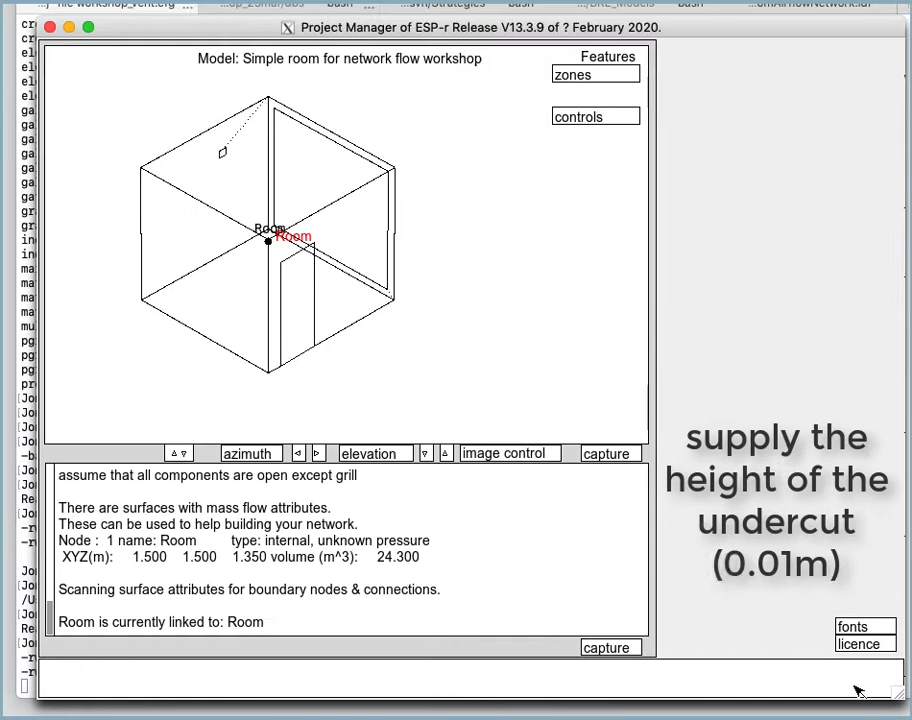 Project Manager of ESP-r Release V13.3.9 of ? February 2020.
Model: Simple room for network flow workshop
Features
zones
controls
Room
Room
supply the
height of the
undercut
(0.01m)
azimuth
elevation
image control
capture
assume that all components are open except grill
There are surfaces with mass flow attributes.
These can be used to help building your network.
Node : 1 name: Room type: internal, unknown pressure
XYZ(m): 1.500 1.500 1.350 volume (m^3): 24.300
Scanning surface attributes for boundary nodes & connections.
Room is currently linked to: Room
fonts
licence
capture